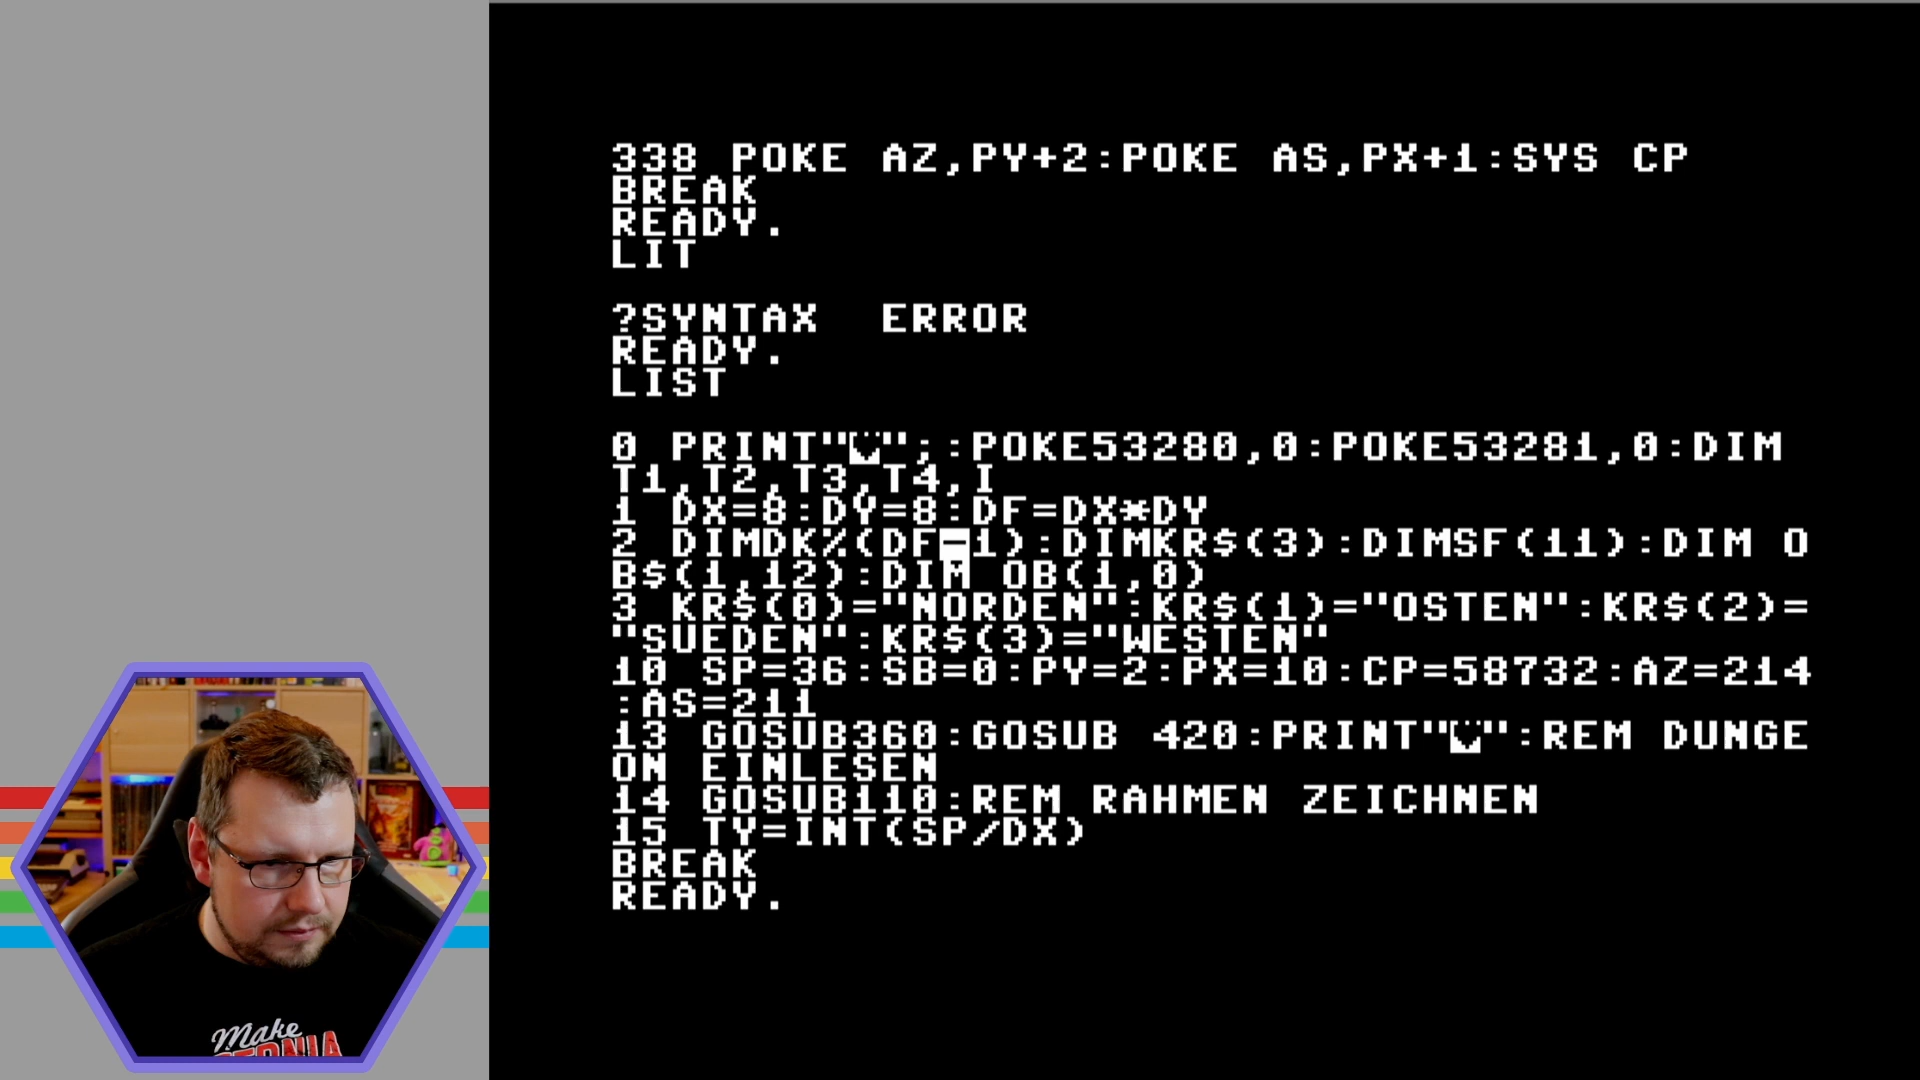 338 POKE AZ,PY+2:POKE AS,PX+1:SYS CP
BREAK
READY.
LIT
?SYNTAX  ERROR
READY.
LIST
0 PRINT"";:POKE53280,0:POKE53281,0:DIM
T1,T2,T3,T4,I
1 DX=8:DY=8:DF=DX*DY
2 DIMDK%(DF-1):DIMKR$(3):DIMSF(11):DIM O
B$(1,12):DIM OB(1,0)
3 KR$(0)="NORDEN":KR$(1)="OSTEN":KR$(2)=
"SUEDEN":KR$(3)="WESTEN"
10 SP=36:SB=0:PY=2:PX=10:CP=58732:AZ=214
:AS=211
13 GOSUB360:GOSUB 420:PRINT"":REM DUNGE
ON EINLESEN
14 GOSUB110:REM RAHMEN ZEICHNEN
15 TY=INT(SP/DX)
BREAK
READY.
Make